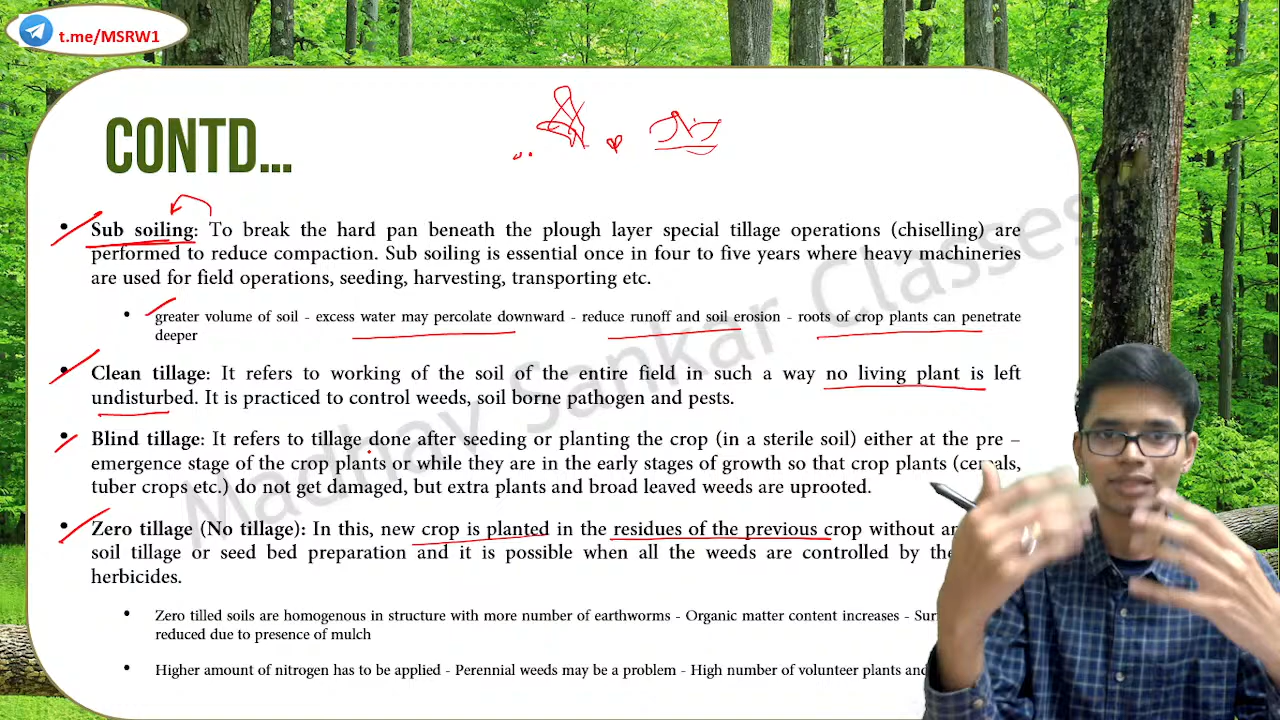 t.me/MSRW1
CONTD...
• Sub soiling: To break the hard pan beneath the plough layer special tillage operations (chiselling) are
performed to reduce compaction. Sub soiling is essential once in four to five years where heavy machineries
are used for field operations, seeding, harvesting, transporting etc.
• greater volume of soil - excess water may percolate downward - reduce runoff and soil erosion - roots of crop plants can penetrate
deeper
• Clean tillage: It refers to working of the soil of the entire field in such a way no living plant is left
undisturbed. It is practiced to control weeds, soil borne pathogen and pests.
• Blind tillage: It refers to tillage done after seeding or planting the crop (in a sterile soil) either at the pre –
emergence stage of the crop plants or while they are in the early stages of growth so that crop plants (cereals,
tuber crops etc.) do not get damaged, but extra plants and broad leaved weeds are uprooted.
• Zero tillage (No tillage): In this, new crop is planted in the residues of the previous crop without
soil tillage or seed bed preparation and it is possible when all the weeds are controlled by the
herbicides.
• Zero tilled soils are homogenous in structure with more number of earthworms - Organic matter content increases -
reduced due to presence of mulch
• Higher amount of nitrogen has to be applied - Perennial weeds may be a problem - High number of volunteer plants and
Madhav Sankar Classes